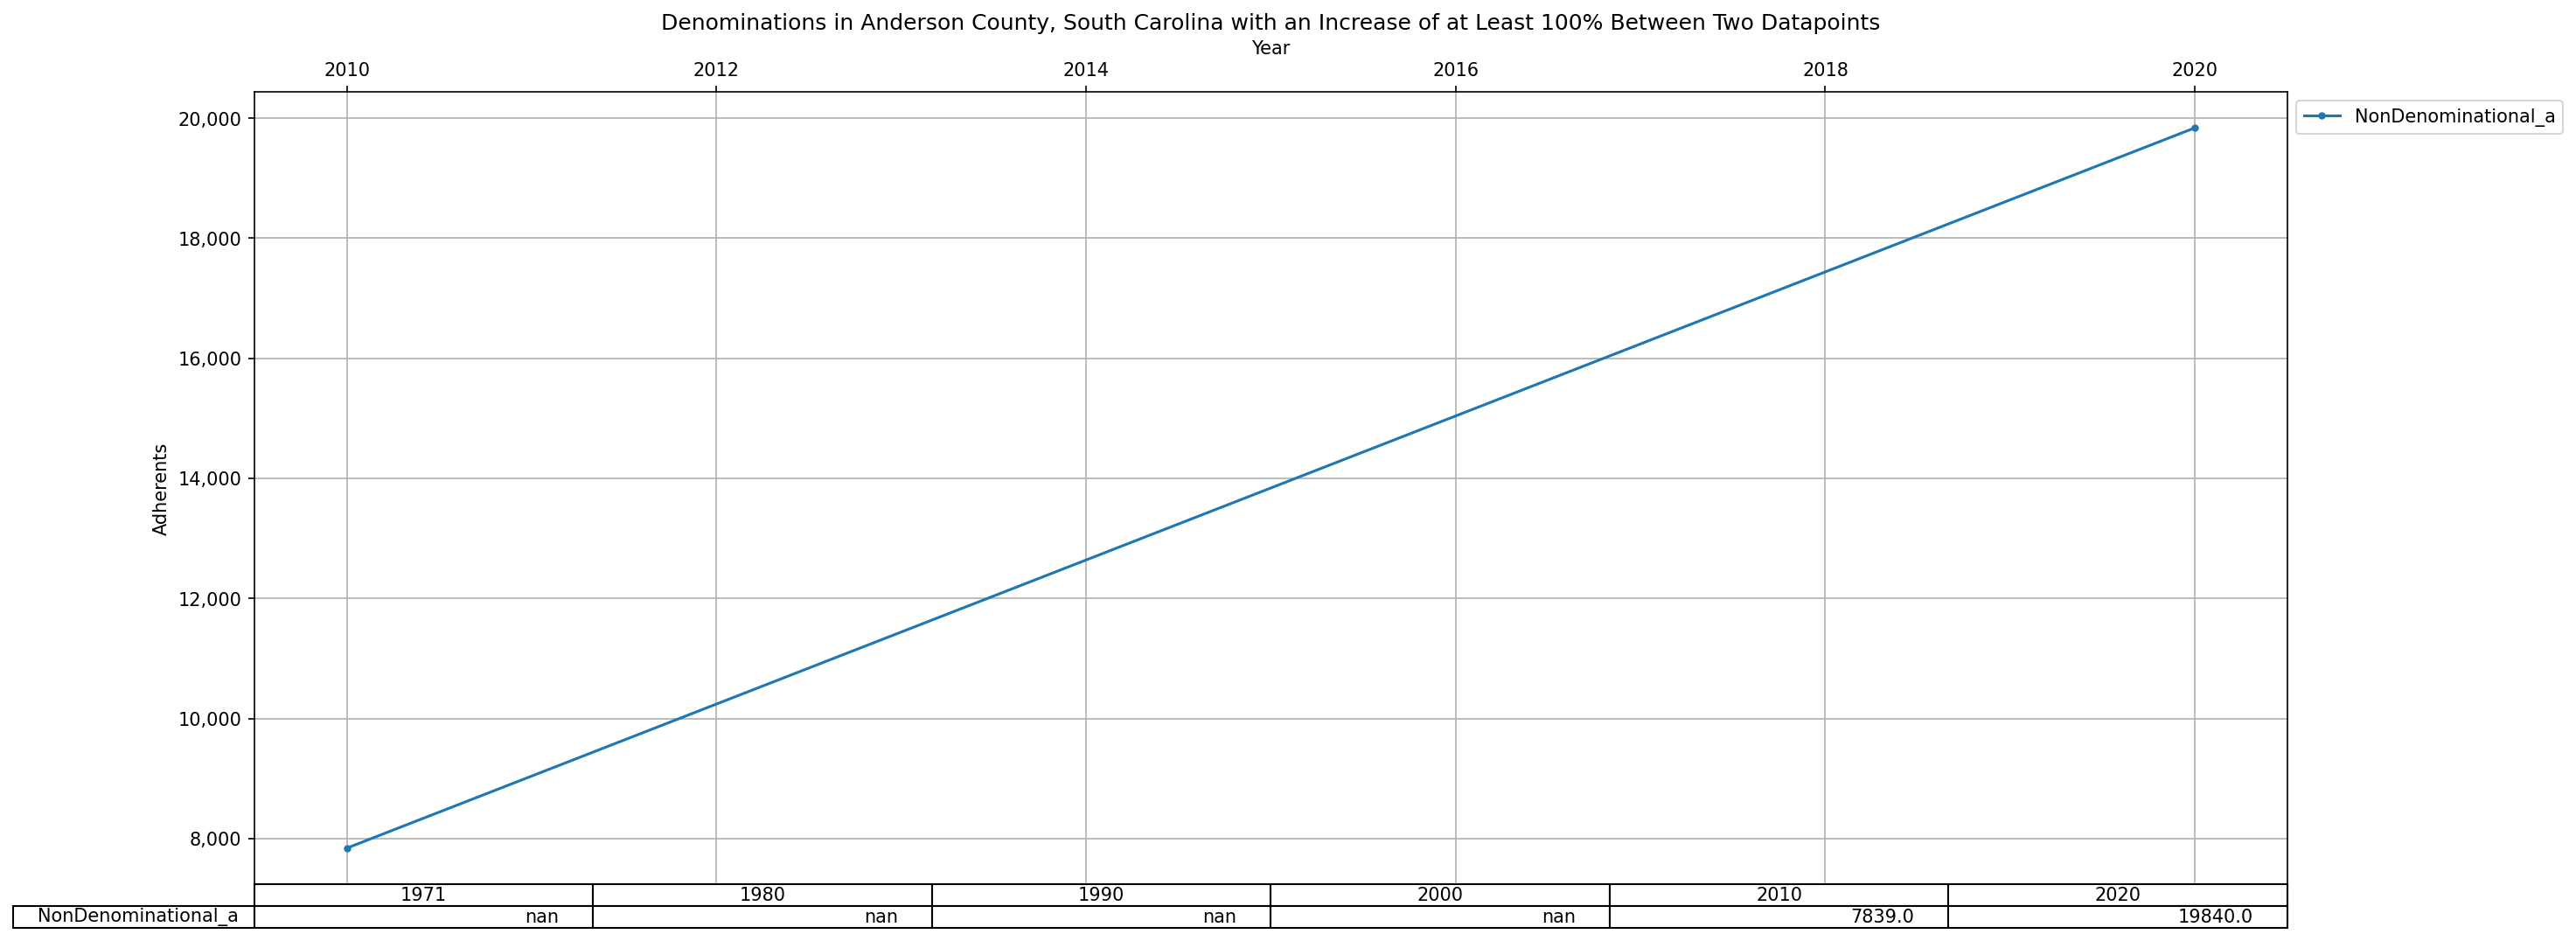 Denominations in Anderson County, South Carolina with an Increase of at Least 100% Between Two Datapoints
Year
2010 2012 2014 2016 2018 2020
NonDenominational_a
20,000
18,000
16,000
14,000
12,000
10,000
8,000
Adherents
1971 1980 1990 2000 2010 2020
NonDenominational_a nan nan nan nan 7839.0 19840.0